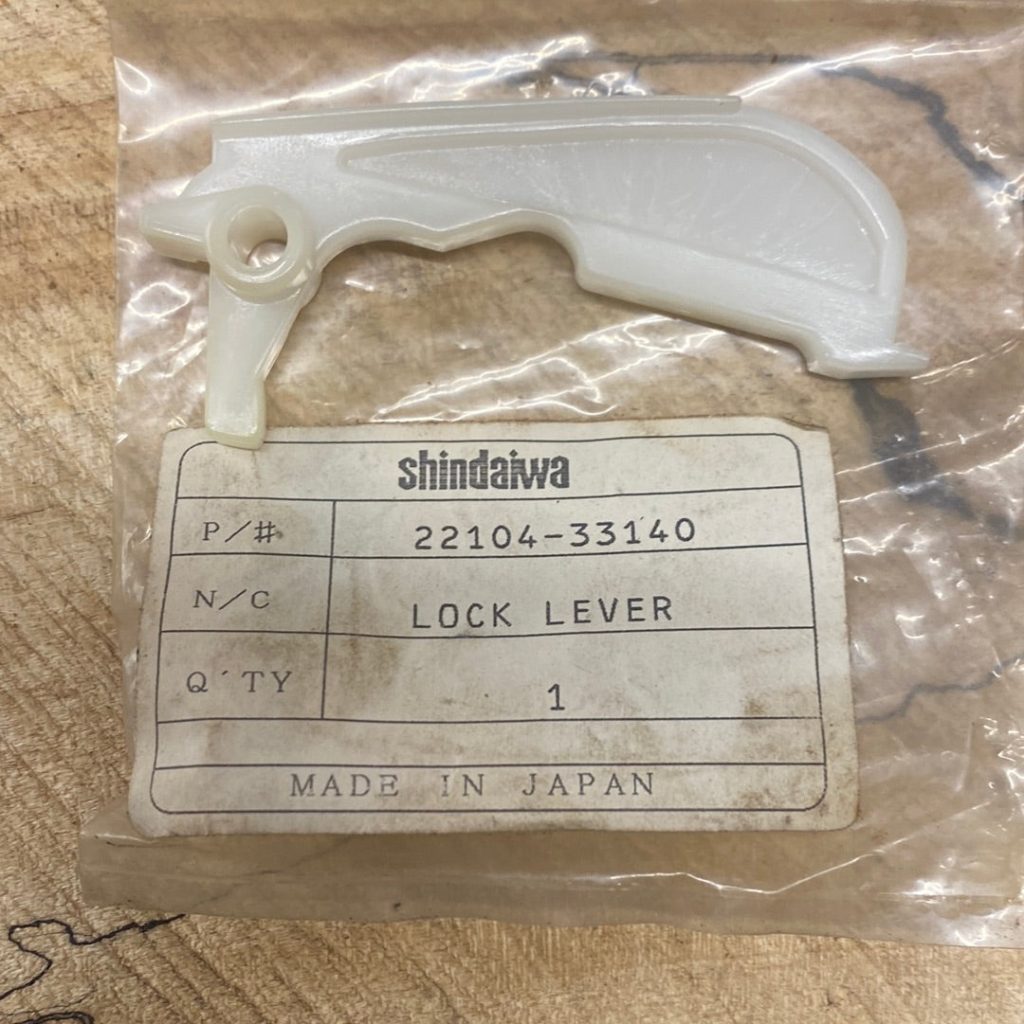 shindaiwa
P/# 22104-33140
N/C LOCK LEVER
Q'TY 1
MADE IN JAPAN